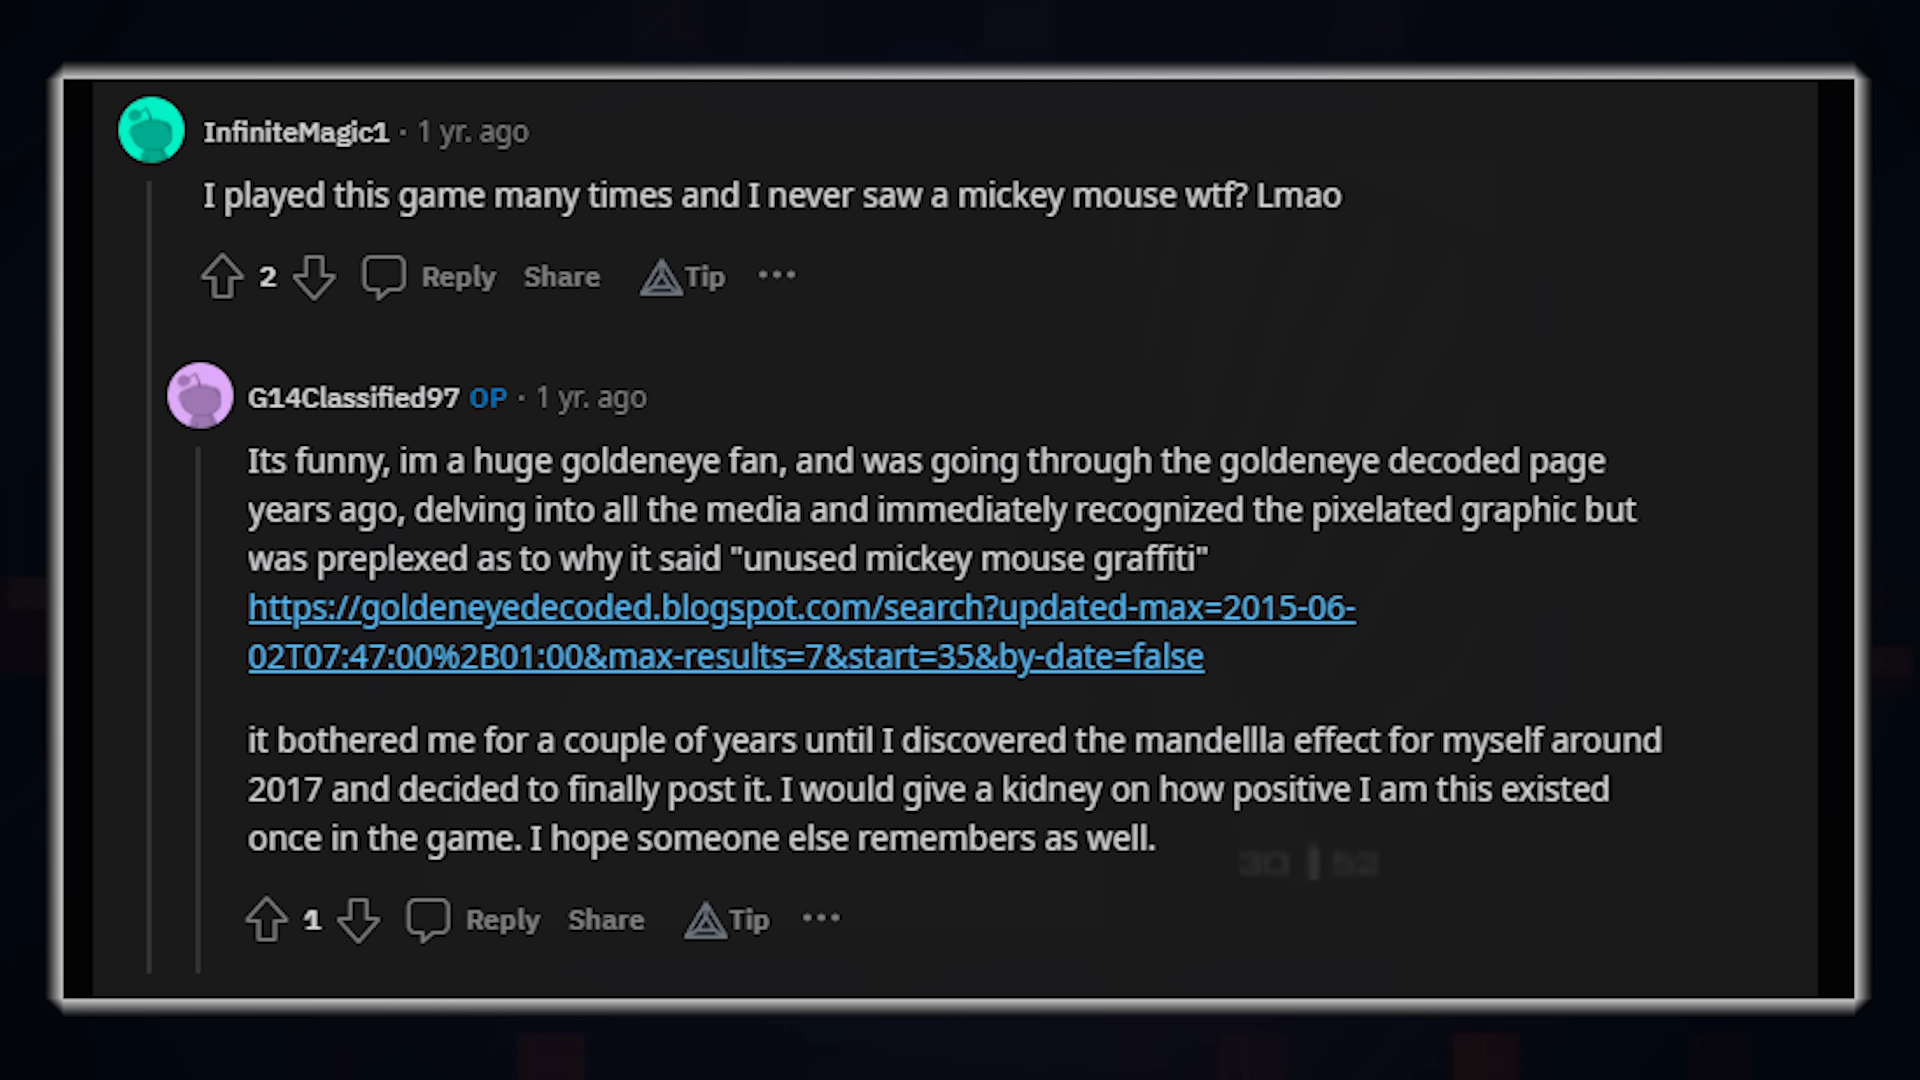 InfiniteMagic1 · 1 yr. ago
I played this game many times and I never saw a mickey mouse wtf? Lmao
2 Reply Share Tip ...
G14Classified97 OP · 1 yr. ago
Its funny, im a huge goldeneye fan, and was going through the goldeneye decoded page
years ago, delving into all the media and immediately recognized the pixelated graphic but
was preplexed as to why it said "unused mickey mouse graffiti"
https://goldeneyedecoded.blogspot.com/search?updated-max=2015-06-
02T07:47:00%2B01:00&max-results=7&start=35&by-date=false
it bothered me for a couple of years until I discovered the mandellla effect for myself around
2017 and decided to finally post it. I would give a kidney on how positive I am this existed
once in the game. I hope someone else remembers as well.
30 | 52
1 Reply Share Tip ...